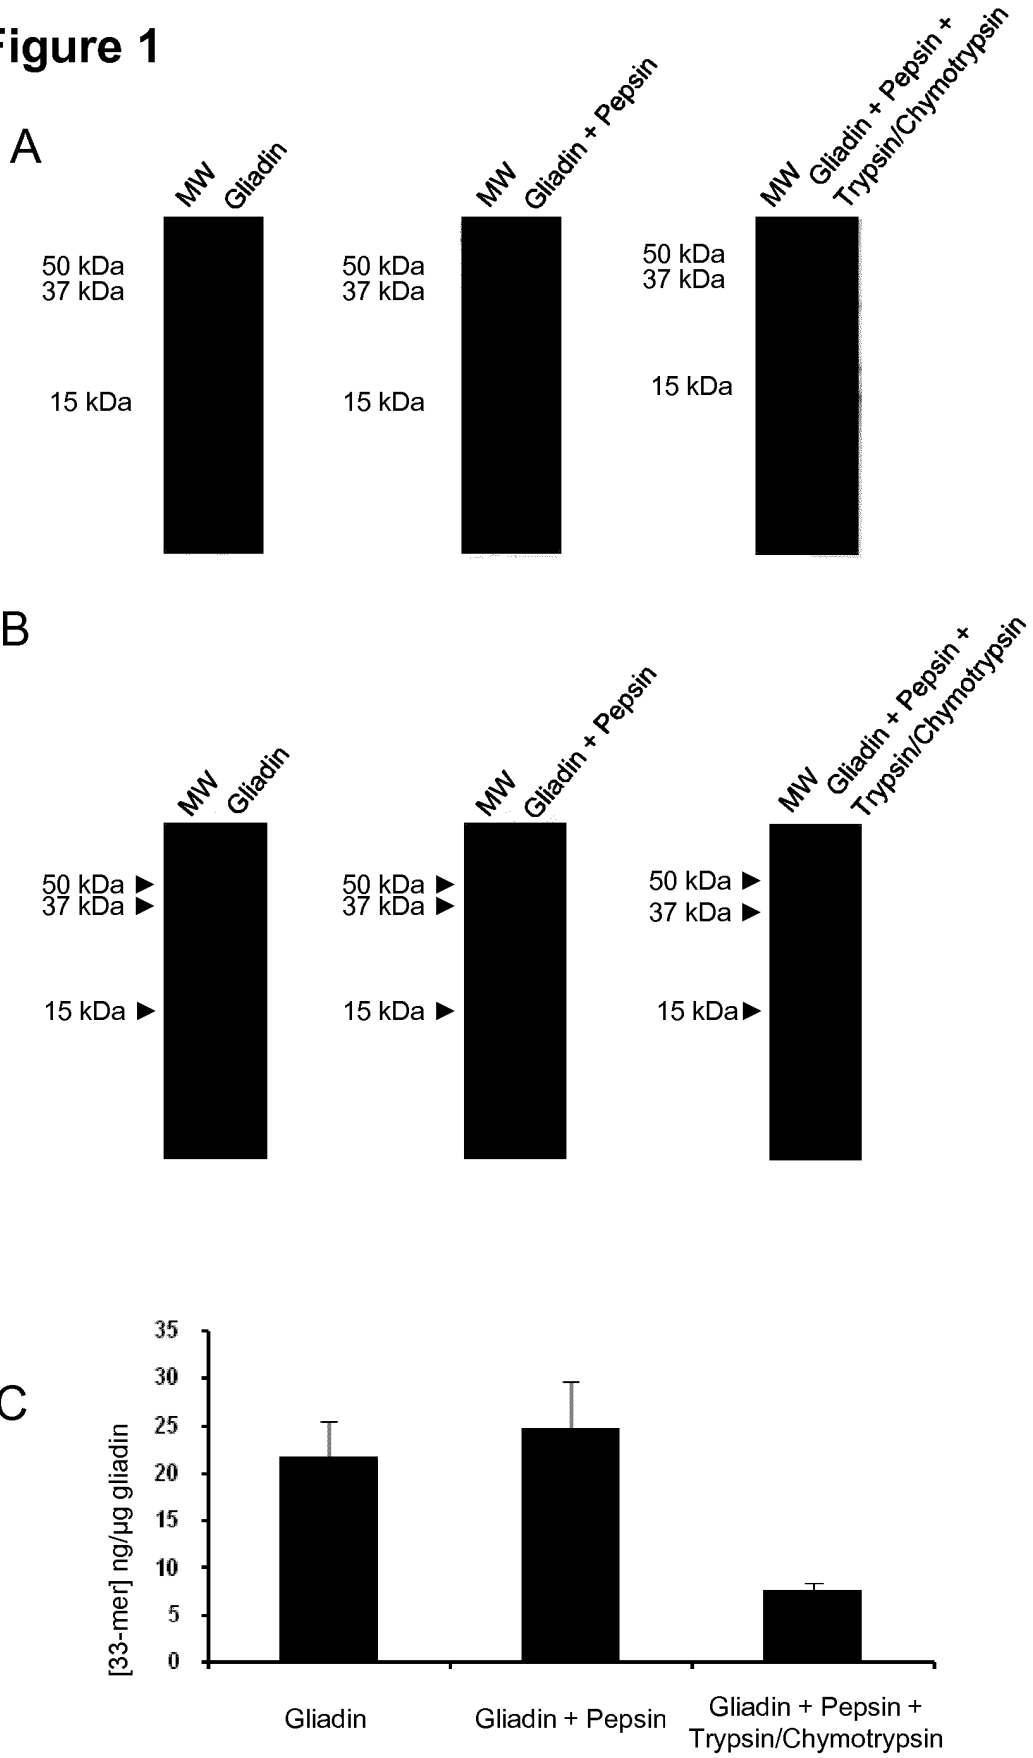 Figure 1
A
MW
Gliadin
50 kDa
37 kDa
15 kDa
MW
Gliadin + Pepsin
50 kDa
37 kDa
15 kDa
MW
Gliadin + Pepsin +
Trypsin/Chymotrypsin
50 kDa
37 kDa
15 kDa
B
MW
Gliadin
50 kDa
37 kDa
15 kDa
MW
Gliadin + Pepsin
50 kDa
37 kDa
15 kDa
MW
Gliadin + Pepsin +
Trypsin/Chymotrypsin
50 kDa
37 kDa
15 kDa
C
[33-mer] ng/µg gliadin
35
30
25
20
15
10
5
0
Gliadin
Gliadin + Pepsin
Gliadin + Pepsin +
Trypsin/Chymotrypsin